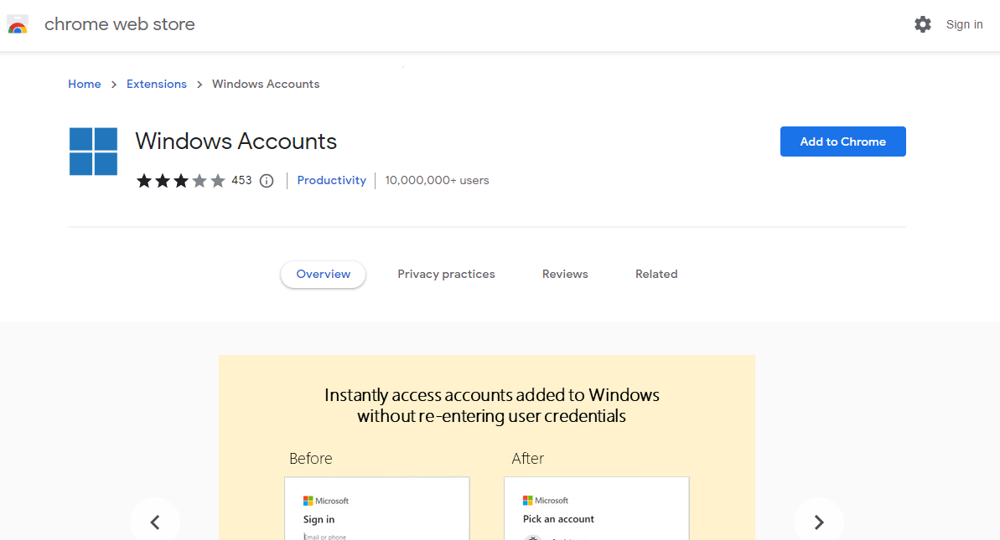 chrome web store
Sign in
Home > Extensions > Windows Accounts
Windows Accounts
Add to Chrome
453 Productivity 10,000,000+ users
Overview Privacy practices Reviews Related
Instantly access accounts added to Windows
without re-entering user credentials
Before After
Microsoft Microsoft
Sign in Pick an account
Email or phone